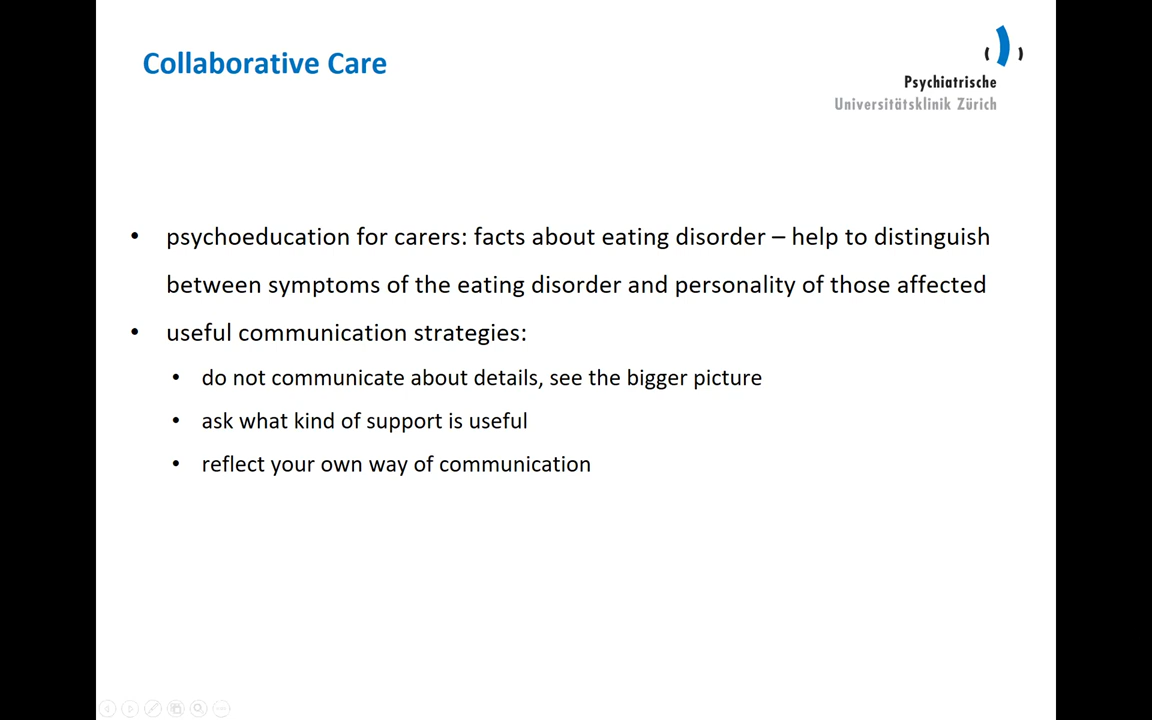 Collaborative Care
Psychiatrische
Universitätsklinik Zürich
• psychoeducation for carers: facts about eating disorder – help to distinguish
between symptoms of the eating disorder and personality of those affected
• useful communication strategies:
• do not communicate about details, see the bigger picture
• ask what kind of support is useful
• reflect your own way of communication